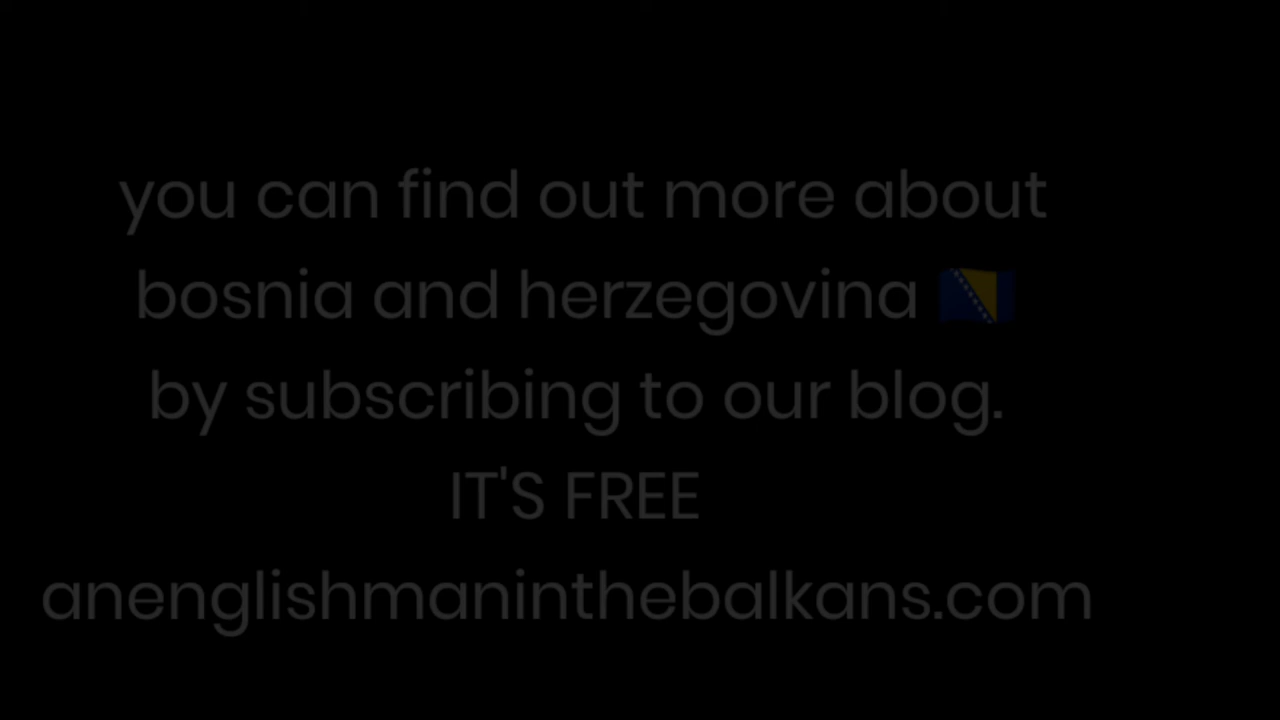 you can find out more about
bosnia and herzegovina 🇧🇦
by subscribing to our blog.
IT'S FREE
anenglishmaninthebalkans.com